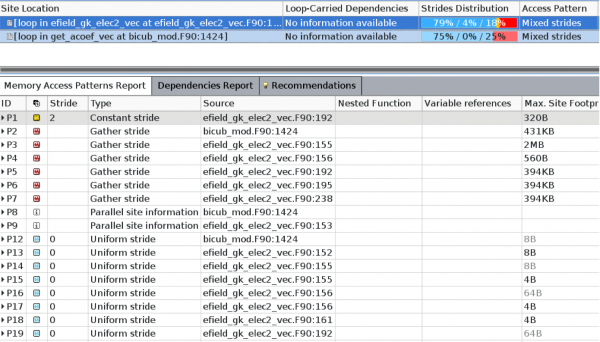 Site Location Loop-Carried Dependencies Strides Distribution Access Pattern
[loop in efield_gk_elec2_vec at efield_gk_elec2_vec.F90:1... No information available 79% / 4% / 18% Mixed strides
[loop in get_acoef_vec at bicub_mod.F90:1424] No information available 75% / 0% / 25% Mixed strides
Memory Access Patterns Report Dependencies Report Recommendations
ID Stride Type Source Nested Function Variable references Max. Site Footpr
P1 2 Constant stride efield_gk_elec2_vec.F90:192 320B
P2 Gather stride bicub_mod.F90:1424 431KB
P3 Gather stride efield_gk_elec2_vec.F90:155 2MB
P4 Gather stride efield_gk_elec2_vec.F90:156 560B
P5 Gather stride efield_gk_elec2_vec.F90:192 394KB
P6 Gather stride efield_gk_elec2_vec.F90:195 394KB
P7 Gather stride efield_gk_elec2_vec.F90:238 394KB
P8 Parallel site information bicub_mod.F90:1424
P9 Parallel site information efield_gk_elec2_vec.F90:153
P12 0 Uniform stride bicub_mod.F90:1424 8B
P13 0 Uniform stride efield_gk_elec2_vec.F90:152 8B
P14 0 Uniform stride efield_gk_elec2_vec.F90:155 8B
P15 0 Uniform stride efield_gk_elec2_vec.F90:155 4B
P16 0 Uniform stride efield_gk_elec2_vec.F90:156 64B
P17 0 Uniform stride efield_gk_elec2_vec.F90:156 4B
P18 0 Uniform stride efield_gk_elec2_vec.F90:161 4B
P19 0 Uniform stride efield_gk_elec2_vec.F90:192 64B